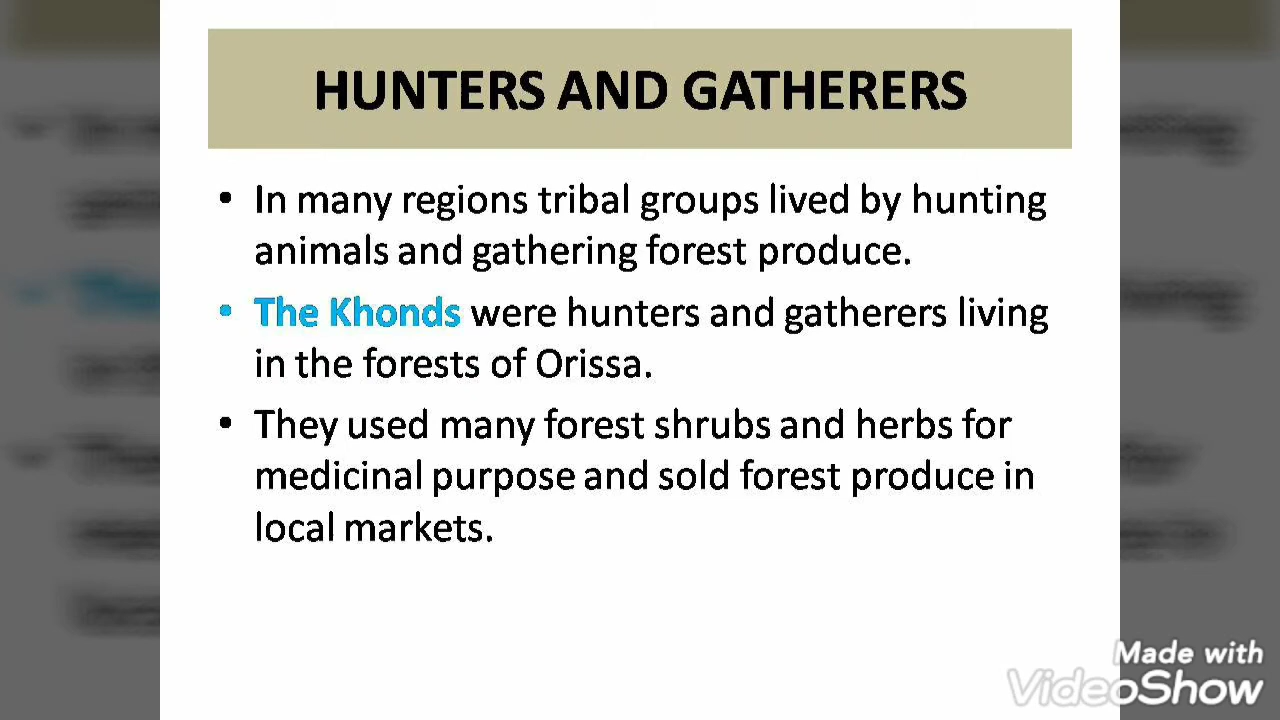 HUNTERS AND GATHERERS
• In many regions tribal groups lived by hunting
animals and gathering forest produce.
• The Khonds were hunters and gatherers living
in the forests of Orissa.
• They used many forest shrubs and herbs for
medicinal purpose and sold forest produce in
local markets.
Made with
VideoShow